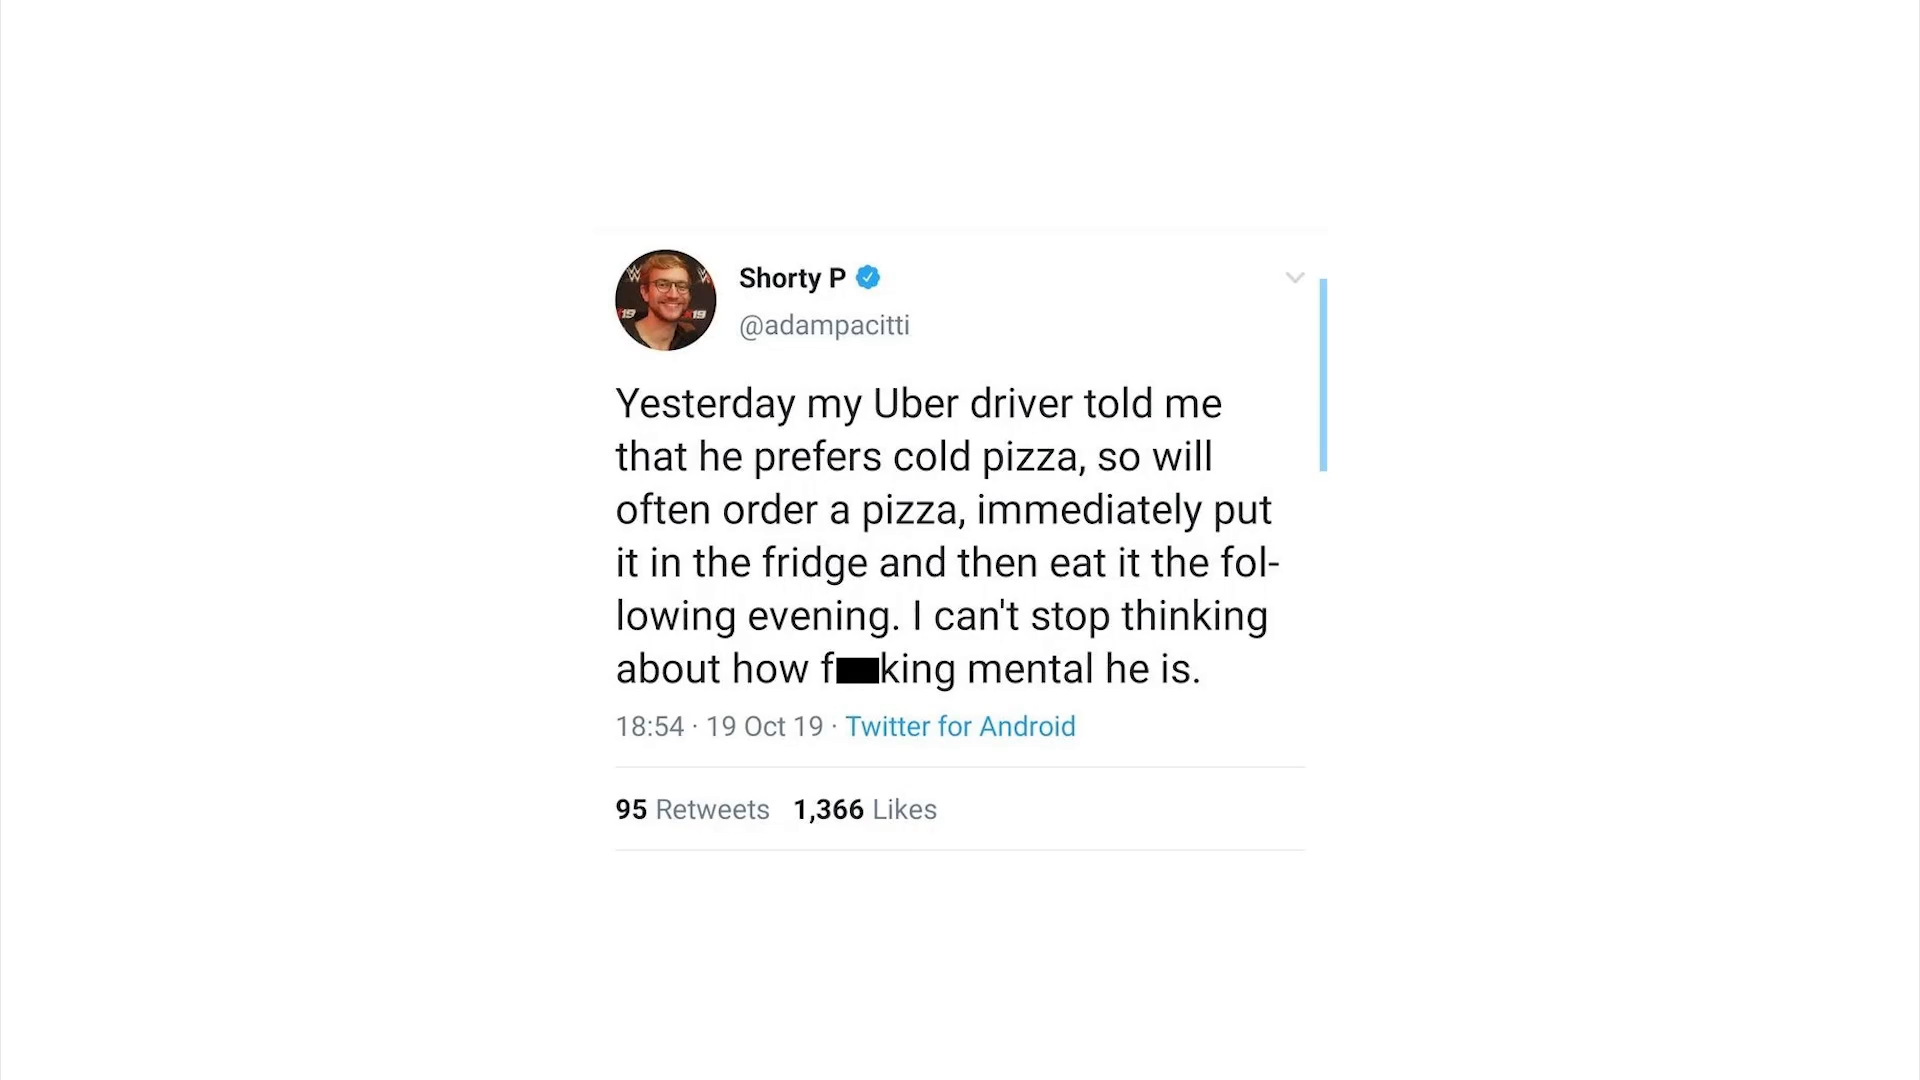 Shorty P
@adampacitti
Yesterday my Uber driver told me
that he prefers cold pizza, so will
often order a pizza, immediately put
it in the fridge and then eat it the fol-
lowing evening. I can't stop thinking
about how f king mental he is.
18:54 · 19 Oct 19 · Twitter for Android
95 Retweets 1,366 Likes